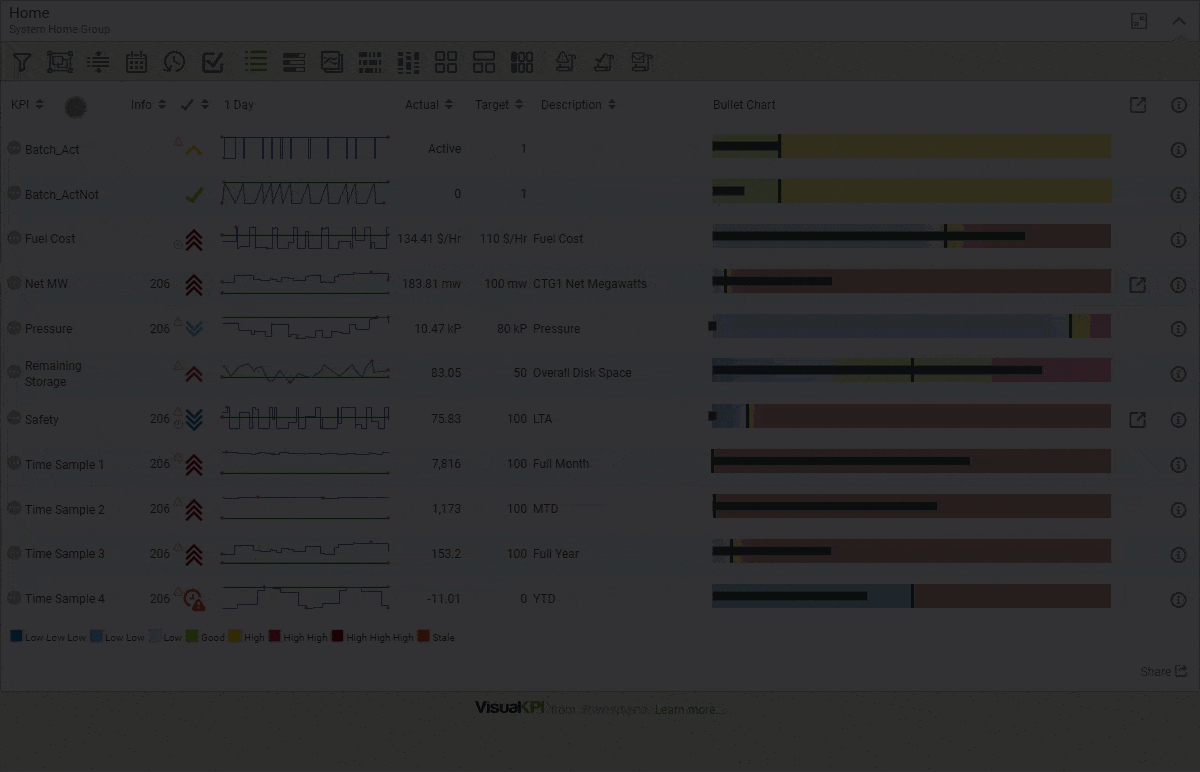 Home
System Home Group
KPI Info 1 Day Actual Target Description Bullet Chart
Batch_Act Active 1
Batch_ActNot 0 1
Fuel Cost 134.41 $/Hr 110 $/Hr Fuel Cost
Net MW 206 183.81 mw 100 mw CTG1 Net Megawatts
Pressure 206 10.47 kP 80 kP Pressure
Remaining
Storage 83.05 50 Overall Disk Space
Safety 206 75.83 100 LTA
Time Sample 1 206 7,816 100 Full Month
Time Sample 2 206 1,173 100 MTD
Time Sample 3 206 153.2 100 Full Year
Time Sample 4 206 -11.01 0 YTD
Low Low Low Low Low Low Good High High High High High High Stale
Share
VisualKPI from Learn more...